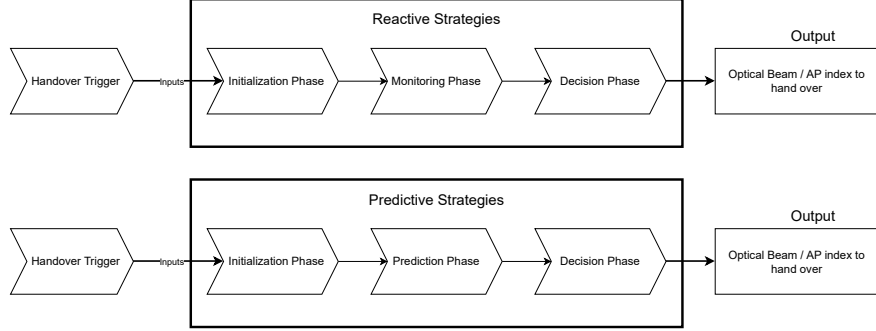 Reactive Strategies
Output
Handover Trigger
Inputs
Initialization Phase
Monitoring Phase
Decision Phase
Optical Beam / AP index to
hand over
Predictive Strategies
Output
Handover Trigger
Inputs
Initialization Phase
Prediction Phase
Decision Phase
Optical Beam / AP index to
hand over